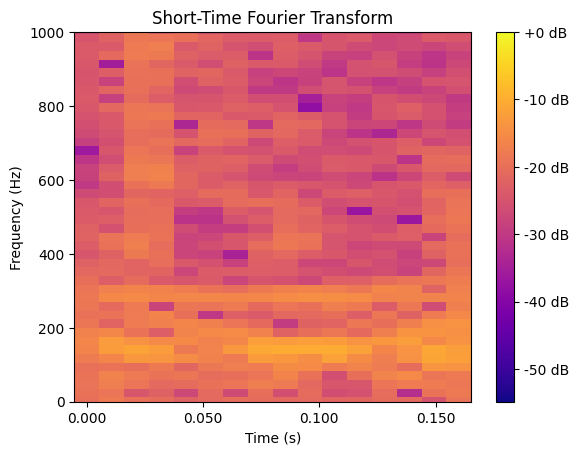 Short-Time Fourier Transform
Frequency (Hz)
1000
800
600
400
200
0
0.000 0.050 0.100 0.150
Time (s)
+0 dB
-10 dB
-20 dB
-30 dB
-40 dB
-50 dB